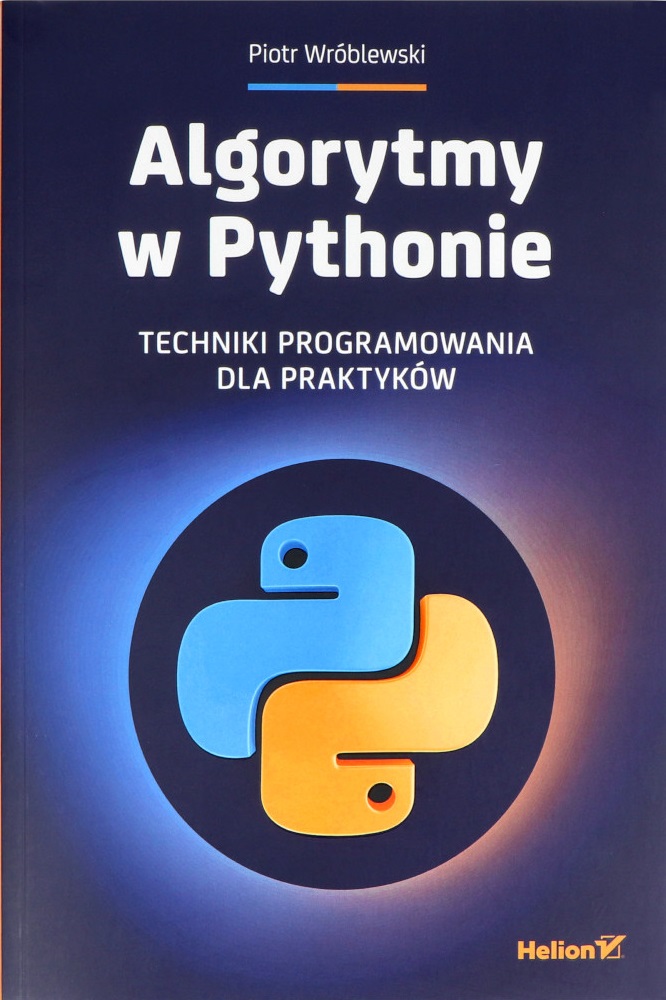 Piotr Wróblewski
Algorytmy
w Pythonie
TECHNIKI PROGRAMOWANIA
DLA PRAKTYKÓW
Helion